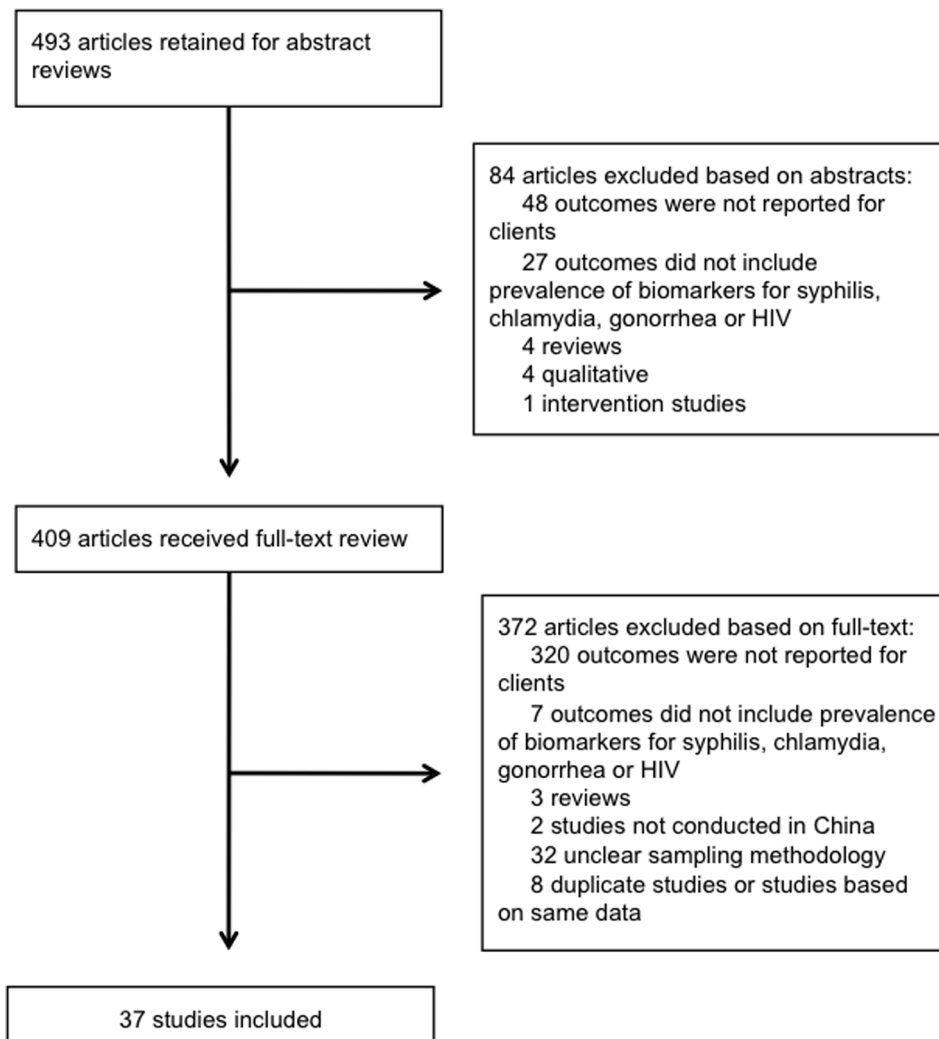 493 articles retained for abstract
reviews
84 articles excluded based on abstracts:
48 outcomes were not reported for
clients
27 outcomes did not include
prevalence of biomarkers for syphilis,
chlamydia, gonorrhea or HIV
4 reviews
4 qualitative
1 intervention studies
409 articles received full-text review
372 articles excluded based on full-text:
320 outcomes were not reported for
clients
7 outcomes did not include prevalence
of biomarkers for syphilis, chlamydia,
gonorrhea or HIV
3 reviews
2 studies not conducted in China
32 unclear sampling methodology
8 duplicate studies or studies based
on same data
37 studies included